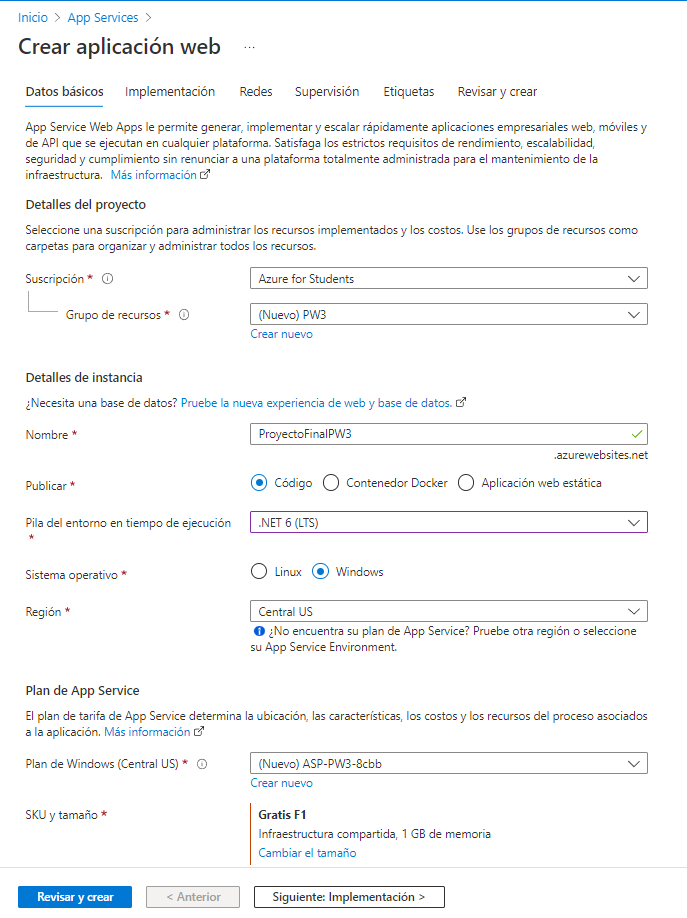 Inicio > App Services >
Crear aplicación web ...
Datos básicos Implementación Redes Supervisión Etiquetas Revisar y crear
App Service Web Apps le permite generar, implementar y escalar rápidamente aplicaciones empresariales web, móviles y
de API que se ejecutan en cualquier plataforma. Satisfaga los estrictos requisitos de rendimiento, escalabilidad,
seguridad y cumplimiento sin renunciar a una plataforma totalmente administrada para el mantenimiento de la
infraestructura. Más información
Detalles del proyecto
Seleccione una suscripción para administrar los recursos implementados y los costos. Use los grupos de recursos como
carpetas para organizar y administrar todos los recursos.
Suscripción * Azure for Students
Grupo de recursos * (Nuevo) PW3
Crear nuevo
Detalles de instancia
¿Necesita una base de datos? Pruebe la nueva experiencia de web y base de datos.
Nombre * ProyectoFinalPW3
.azurewebsites.net
Publicar * Código Contenedor Docker Aplicación web estática
Pila del entorno en tiempo de ejecución .NET 6 (LTS)
*
Sistema operativo * Linux Windows
Región * Central US
¿No encuentra su plan de App Service? Pruebe otra región o seleccione
su App Service Environment.
Plan de App Service
El plan de tarifa de App Service determina la ubicación, las características, los costos y los recursos del proceso asociados
a la aplicación. Más información
Plan de Windows (Central US) * (Nuevo) ASP-PW3-8cbb
Crear nuevo
SKU y tamaño * Gratis F1
Infraestructura compartida, 1 GB de memoria
Cambiar el tamaño
Revisar y crear < Anterior Siguiente: Implementación >